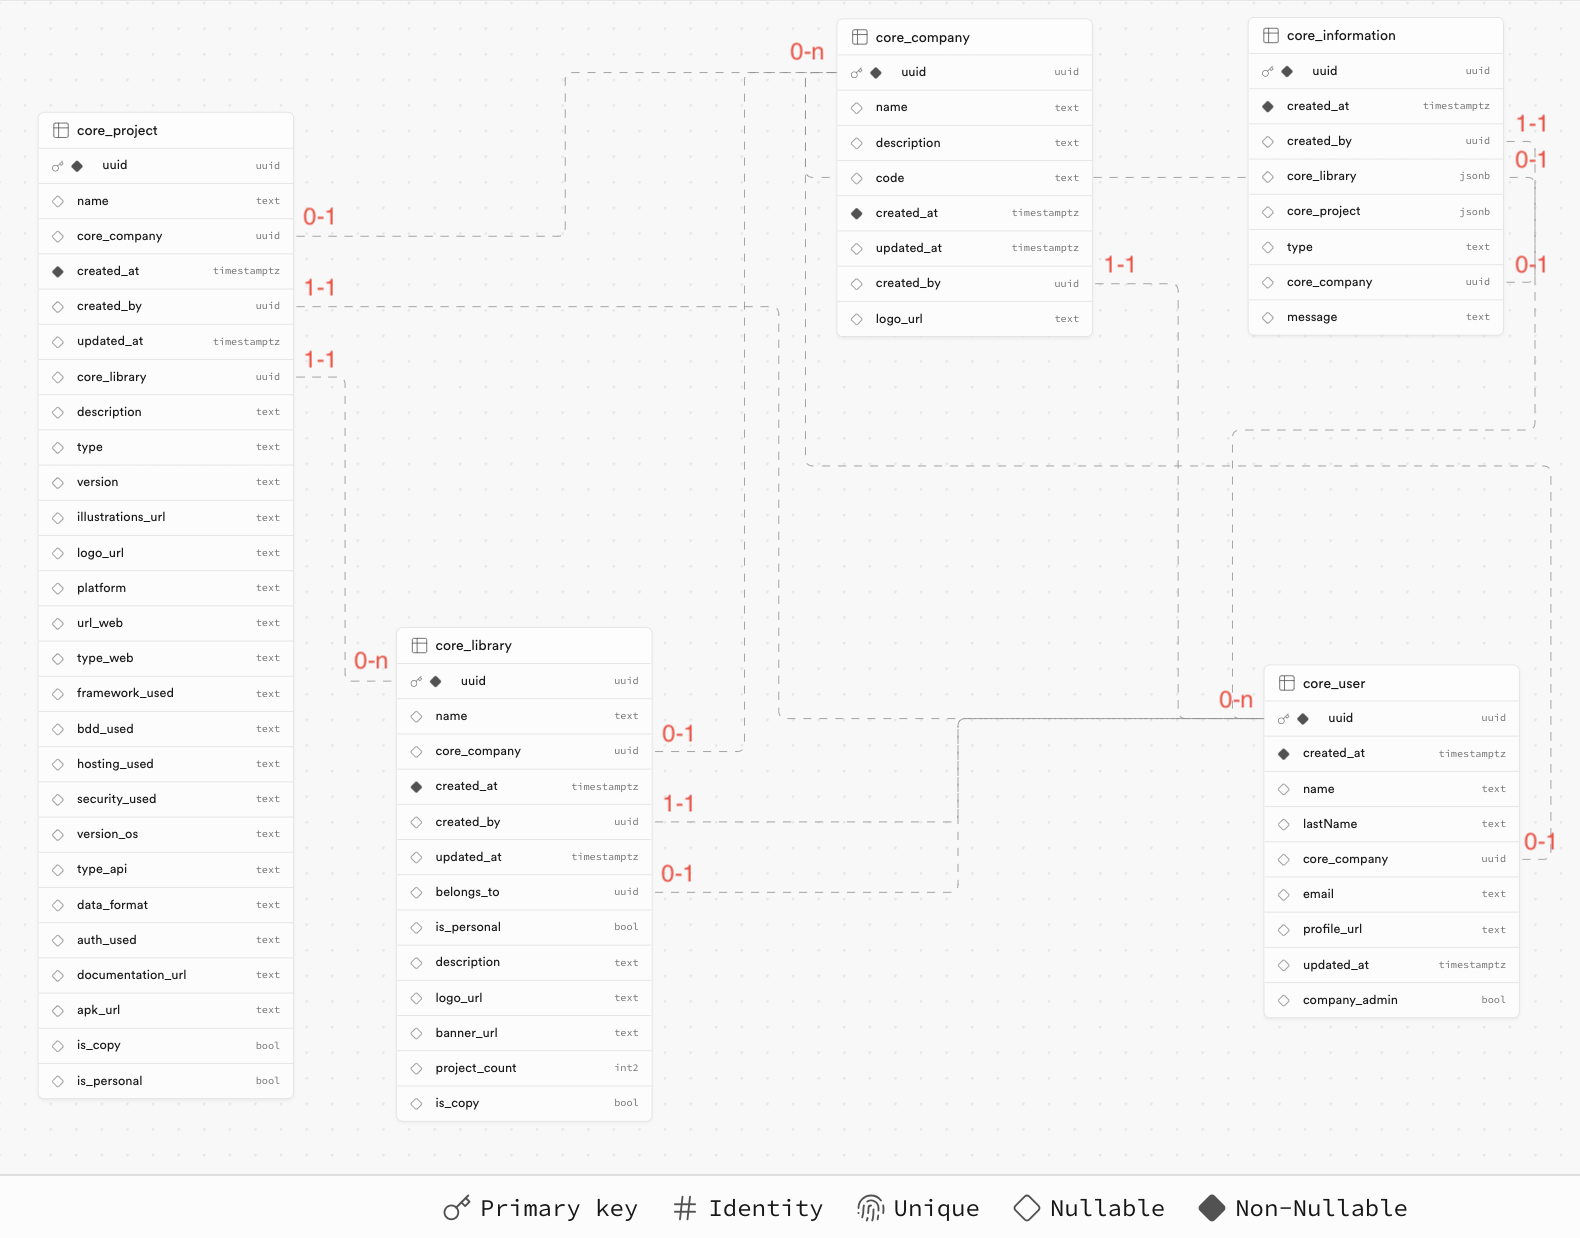 core_project
uuid uuid
name text
core_company uuid
created_at timestamptz
created_by uuid
updated_at timestamptz
core_library uuid
description text
type text
version text
illustrations_url text
logo_url text
platform text
url_web text
type_web text
framework_used text
bdd_used text
hosting_used text
security_used text
version_os text
type_api text
data_format text
auth_used text
documentation_url text
apk_url text
is_copy bool
is_personal bool
0-1
1-1
1-1
0-n
core_library
uuid uuid
name text
core_company uuid
created_at timestamptz
created_by uuid
updated_at timestamptz
belongs_to uuid
is_personal bool
description text
logo_url text
banner_url text
project_count int2
is_copy bool
0-1
1-1
0-1
0-n
core_company
uuid uuid
name text
description text
code text
created_at timestamptz
updated_at timestamptz
created_by uuid
logo_url text
1-1
core_information
uuid uuid
created_at timestamptz
created_by uuid
core_library jsonb
core_project jsonb
type text
core_company uuid
message text
1-1
0-1
0-1
0-n
core_user
uuid uuid
created_at timestamptz
name text
lastName text
core_company uuid
email text
profile_url text
updated_at timestamptz
company_admin bool
0-1
Primary key Identity Unique Nullable Non-Nullable